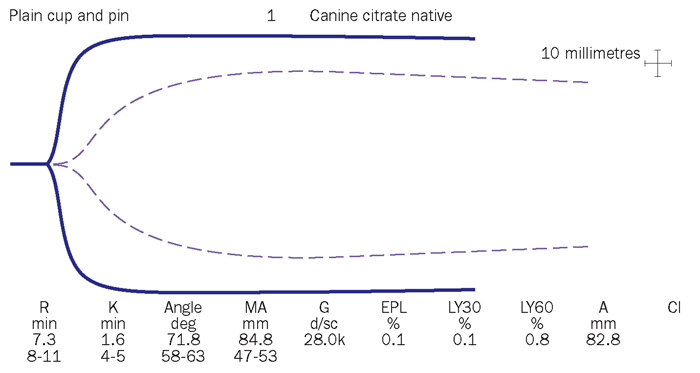 Plain cup and pin 1 Canine citrate native
10 millimetres
R K Angle MA G EPL LY30 LY60 A CI
min min deg mm d/sc % % % mm
7.3 1.6 71.8 84.8 28.0k 0.1 0.1 0.8 82.8
8-11 4-5 58-63 47-53